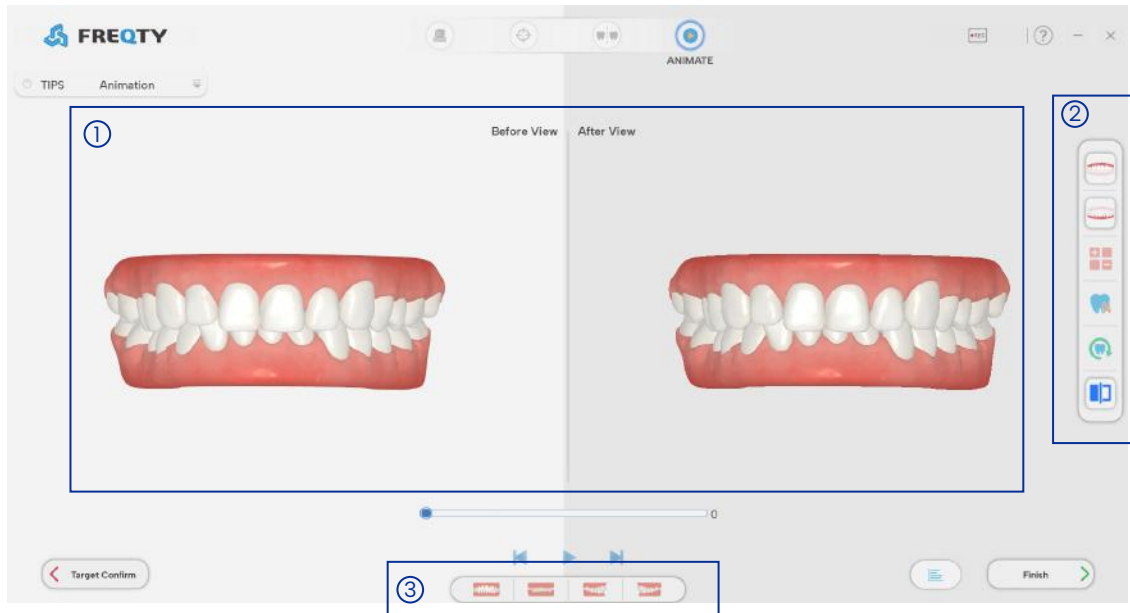 FREQTY
ANIMATE
TIPS Animation
①
Before View After View
②
0
Target Confirm
③
Finish